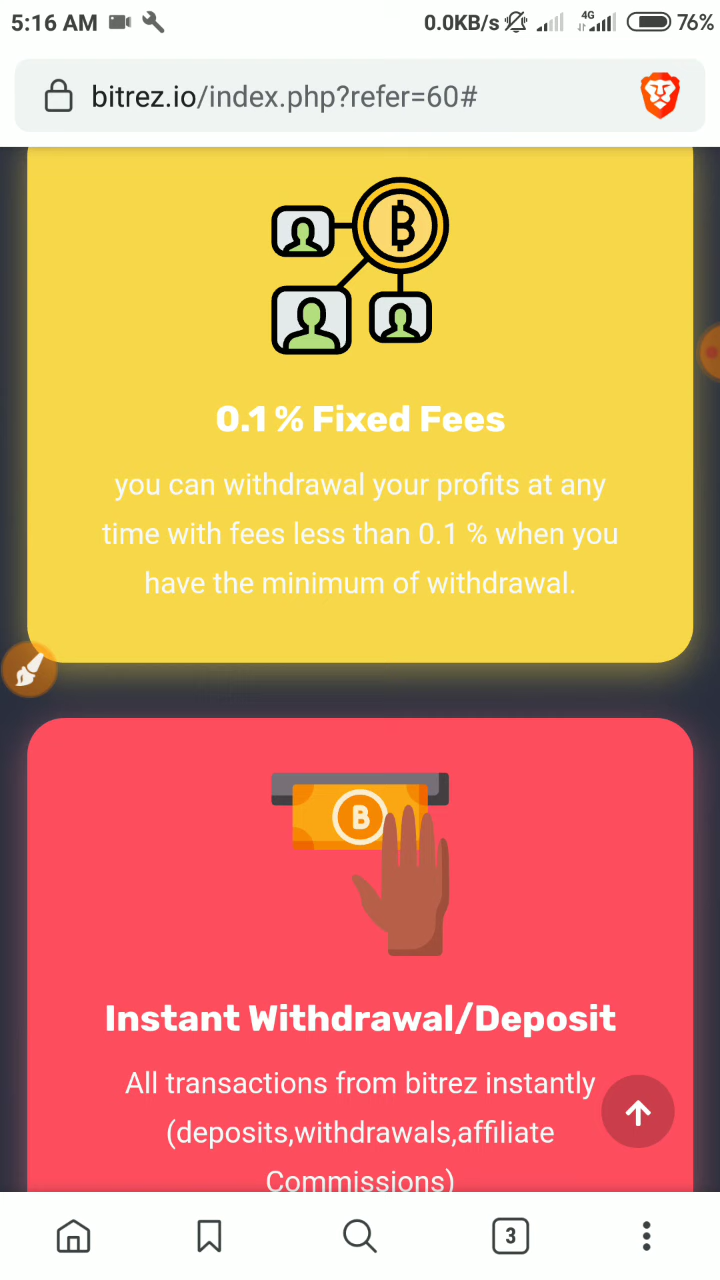 5:16 AM
0.0KB/s
4G
76%
bitrez.io/index.php?refer=60#
0.1% Fixed Fees
you can withdrawal your profits at any
time with fees less than 0.1 % when you
have the minimum of withdrawal.
Instant Withdrawal/Deposit
All transactions from bitrez instantly
(deposits,withdrawals,affiliate
Commissions)
3